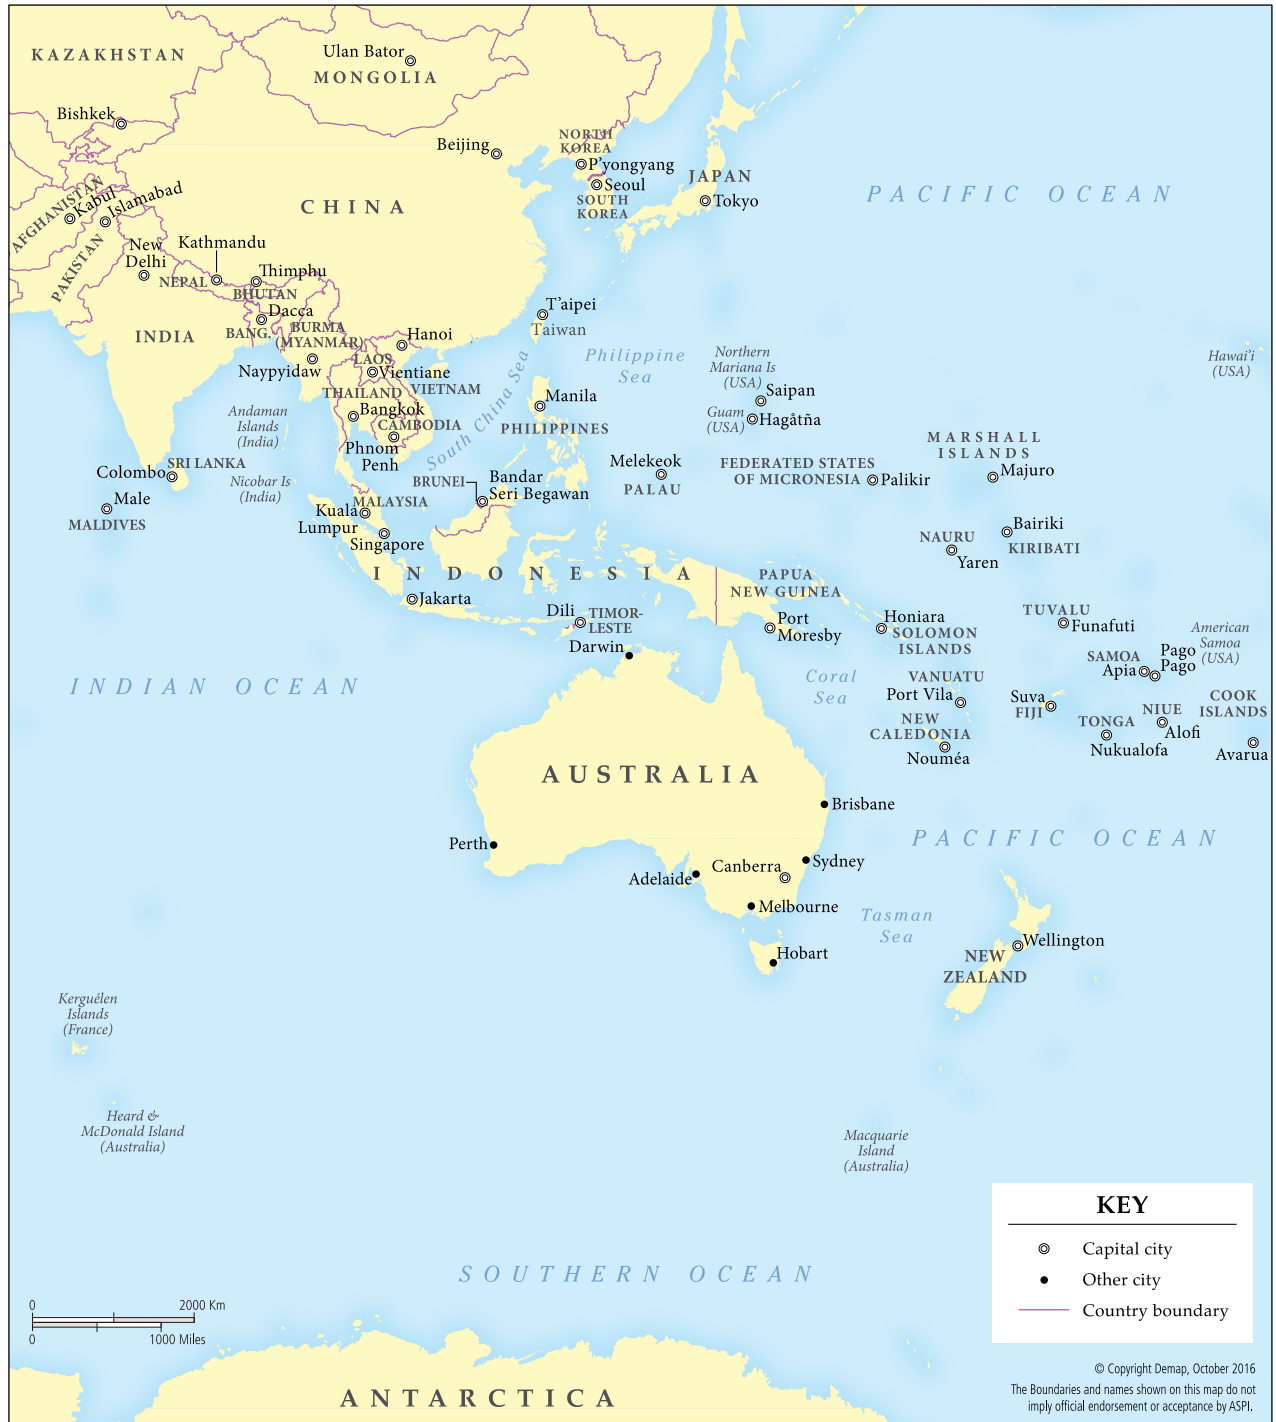 KAZAKHSTAN
Ulan Bator
MONGOLIA
Bishkek
Beijing
NORTH
KOREA
P'yongyang
Seoul
SOUTH
KOREA
JAPAN
Tokyo
PACIFIC OCEAN
AFGHANISTAN
Kabul
Islamabad
PAKISTAN
CHINA
New
Delhi
Kathmandu
NEPAL
Thimphu
BHUTAN
Dacca
BANG.
INDIA
BURMA
(MYANMAR)
Naypyidaw
Hanoi
LAOS
Vientiane
THAILAND
VIETNAM
Bangkok
CAMBODIA
Phnom
Penh
T'aipei
Taiwan
South China Sea
Philippine
Sea
Manila
PHILIPPINES
Northern
Mariana Is
(USA)
Saipan
Guam
(USA)
Hagåtña
Hawai'i
(USA)
Andaman
Islands
(India)
Nicobar Is
(India)
SRI LANKA
Colombo
Male
MALDIVES
BRUNEI
Bandar
Seri Begawan
MALAYSIA
Kuala
Lumpur
Singapore
Melekeok
PALAU
FEDERATED STATES
OF MICRONESIA
Palikir
MARSHALL
ISLANDS
Majuro
Bairiki
KIRIBATI
NAURU
Yaren
INDONESIA
Jakarta
Dili
TIMOR-
LESTE
PAPUA
NEW GUINEA
Port
Moresby
Honiara
SOLOMON
ISLANDS
TUVALU
Funafuti
American
Samoa
(USA)
SAMOA
Apia
Pago
Pago
Darwin
INDIAN OCEAN
Coral
Sea
VANUATU
Port Vila
NEW
CALEDONIA
Nouméa
Suva
FIJI
TONGA
Nukualofa
NIUE
Alofi
COOK
ISLANDS
Avarua
AUSTRALIA
Brisbane
Perth
Adelaide
Canberra
Sydney
Melbourne
Hobart
PACIFIC OCEAN
Tasman
Sea
Wellington
NEW
ZEALAND
Kerguélen
Islands
(France)
Heard &
McDonald Island
(Australia)
Macquarie
Island
(Australia)
SOUTHERN OCEAN
KEY
Capital city
Other city
Country boundary
0 2000 Km
0 1000 Miles
ANTARCTICA
© Copyright Demap, October 2016
The Boundaries and names shown on this map do not
imply official endorsement or acceptance by ASPI.